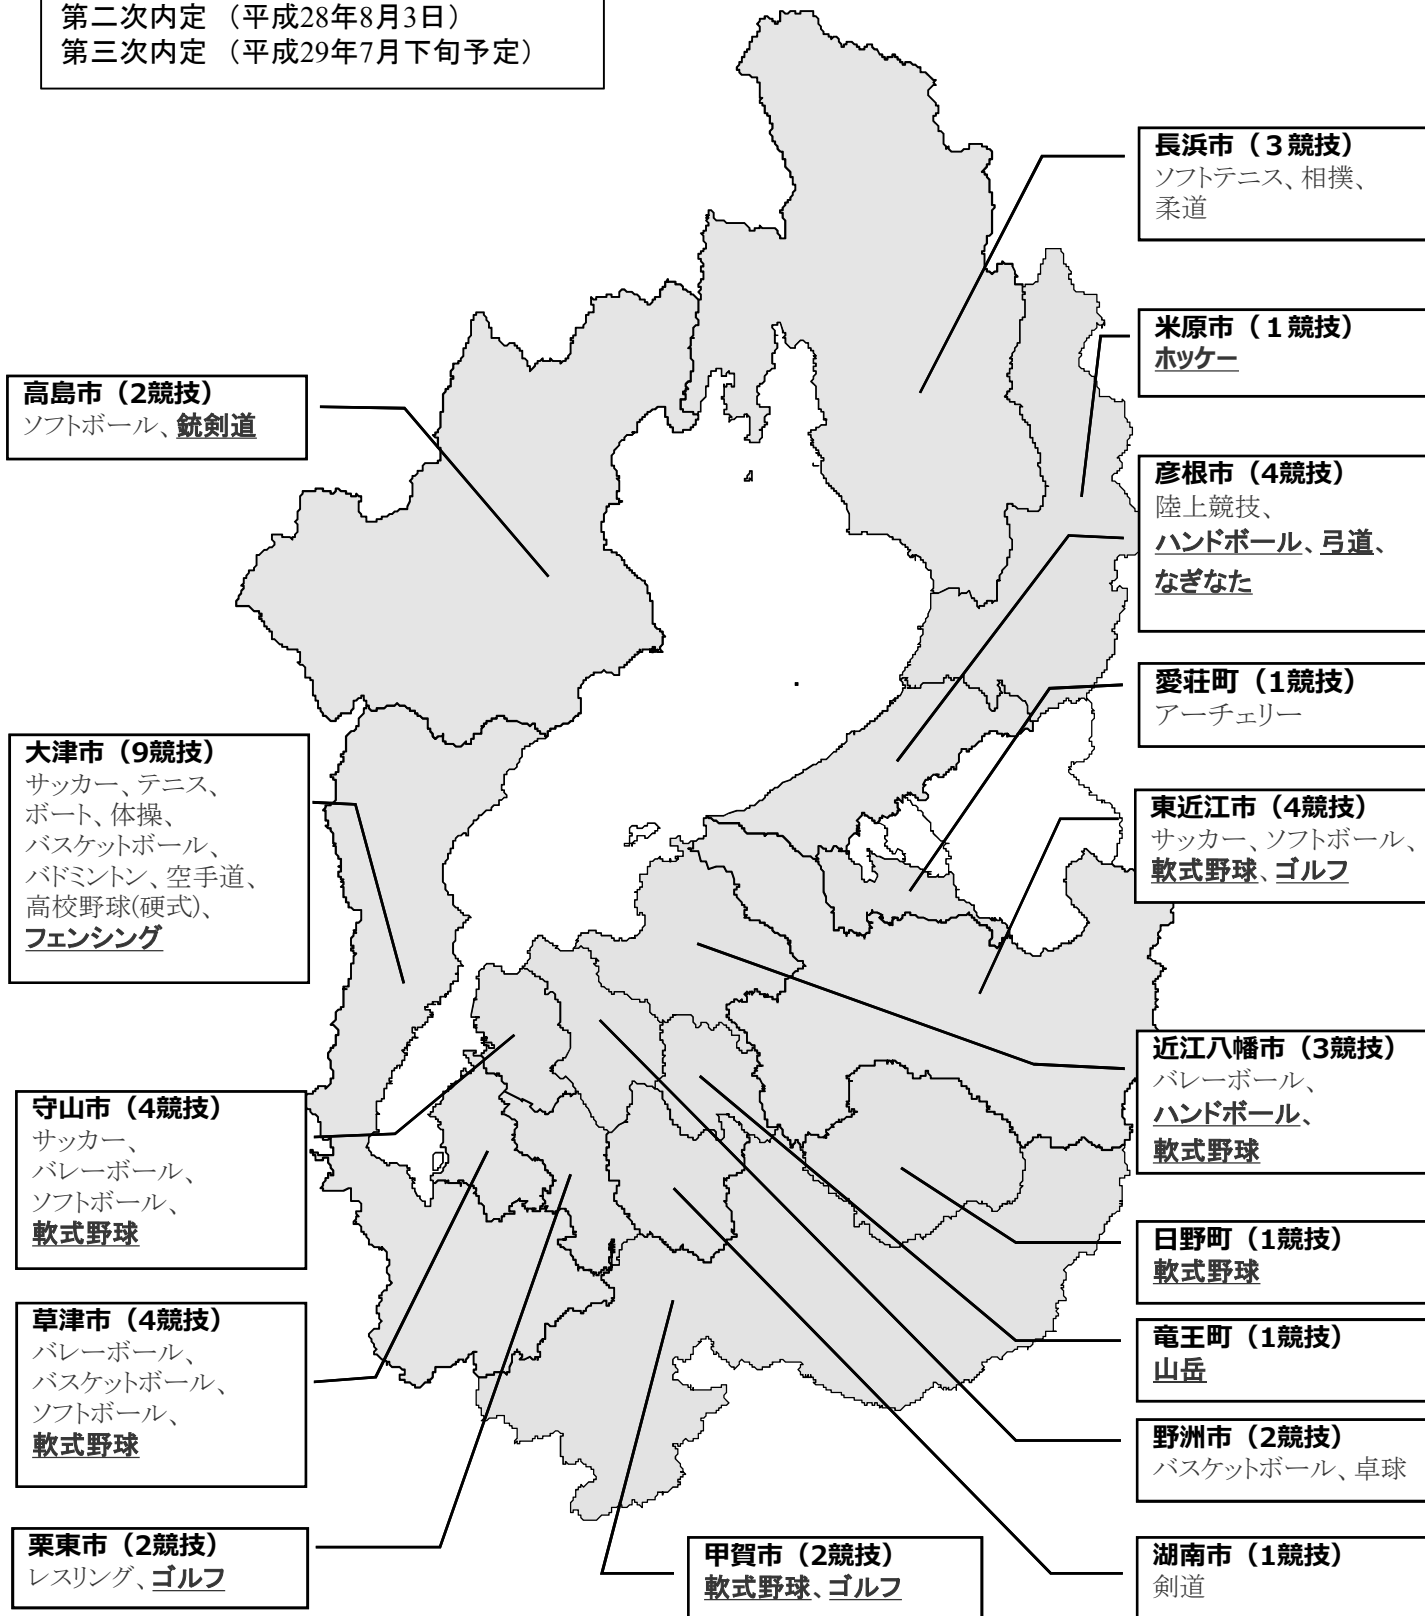 第二次内定 （平成28年8月3日）
第三次内定 （平成29年7月下旬予定）
長浜市（３競技）
ソフトテニス、相撲、
柔道
米原市（１競技）
ホッケー
高島市（2競技）
ソフトボール、銃剣道
彦根市（4競技）
陸上競技、
ハンドボール、弓道、
なぎなた
愛荘町（1競技）
アーチェリー
大津市（9競技）
サッカー、テニス、
ボート、体操、
バスケットボール、
バドミントン、空手道、
高校野球(硬式)、
フェンシング
東近江市（4競技）
サッカー、ソフトボール、
軟式野球、ゴルフ
近江八幡市（3競技）
バレーボール、
ハンドボール、
軟式野球
守山市（4競技）
サッカー、
バレーボール、
ソフトボール、
軟式野球
日野町（1競技）
軟式野球
草津市（4競技）
バレーボール、
バスケットボール、
ソフトボール、
軟式野球
竜王町（1競技）
山岳
野洲市（2競技）
バスケットボール、卓球
栗東市（2競技）
レスリング、ゴルフ
甲賀市（2競技）
軟式野球、ゴルフ
湖南市（1競技）
剣道